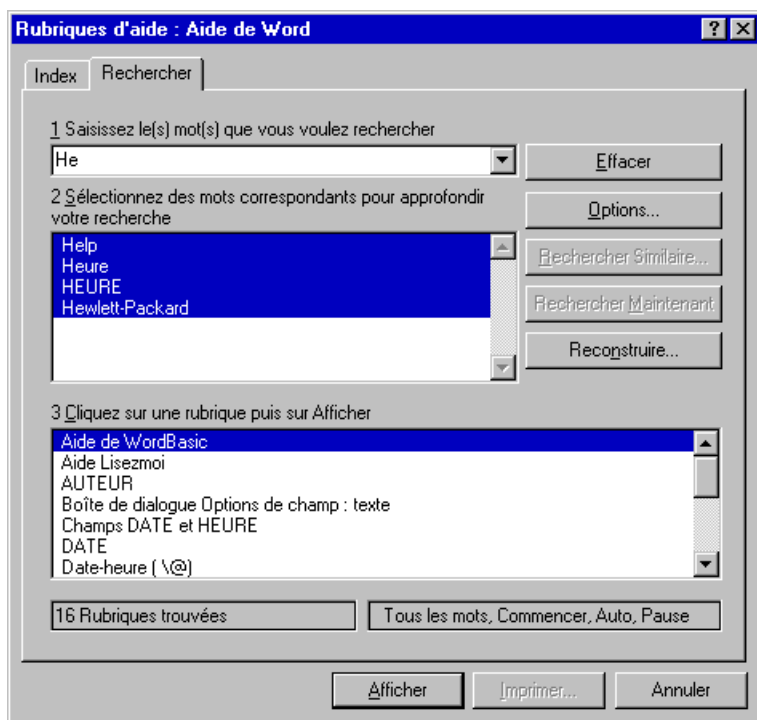 Rubriques d'aide : Aide de Word
Index
Rechercher
1 Saisissez le(s) mot(s) que vous voulez rechercher
He
Effacer
2 Sélectionnez des mots correspondants pour approfondir
votre recherche
Options...
Help
Heure
HEURE
Hewlett-Packard
Rechercher Similaire...
Rechercher Maintenant
Reconstruire...
3 Cliquez sur une rubrique puis sur Afficher
Aide de WordBasic
Aide Lisezmoi
AUTEUR
Boîte de dialogue Options de champ : texte
Champs DATE et HEURE
DATE
Date-heure ( \@)
16 Rubriques trouvées
Tous les mots, Commencer, Auto, Pause
Afficher
Imprimer...
Annuler